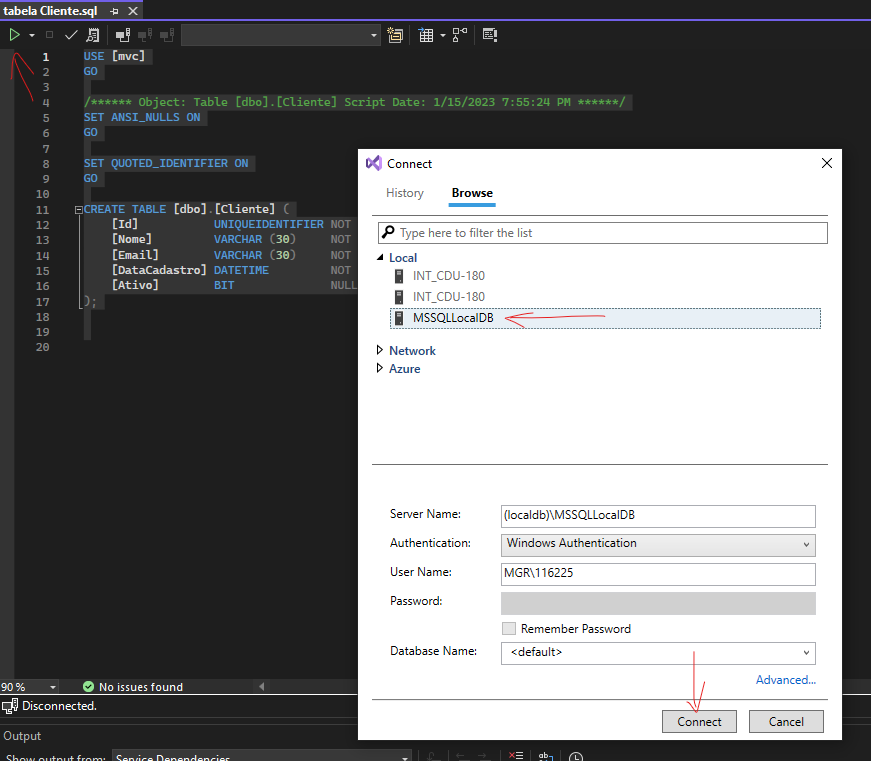 tabela Cliente.sql
1 USE [mvc]
2 GO
3
4 /****** Object: Table [dbo].[Cliente] Script Date: 1/15/2023 7:55:24 PM ******/
5 SET ANSI_NULLS ON
6 GO
7
8 SET QUOTED_IDENTIFIER ON
9 GO
10
11 CREATE TABLE [dbo].[Cliente] (
12 [Id] UNIQUEIDENTIFIER NOT
13 [Nome] VARCHAR (30) NOT
14 [Email] VARCHAR (30) NOT
15 [DataCadastro] DATETIME NOT
16 [Ativo] BIT NULL
17 );
18
19
20
90 %
No issues found
Disconnected.
Output
Show output from: Service Dependencies
Connect
History Browse
Type here to filter the list
Local
INT_CDU-180
INT_CDU-180
MSSQLLocalDB
Network
Azure
Server Name: (localdb)\MSSQLLocalDB
Authentication: Windows Authentication
User Name: MGR\116225
Password:
Remember Password
Database Name: <default>
Advanced...
Connect Cancel